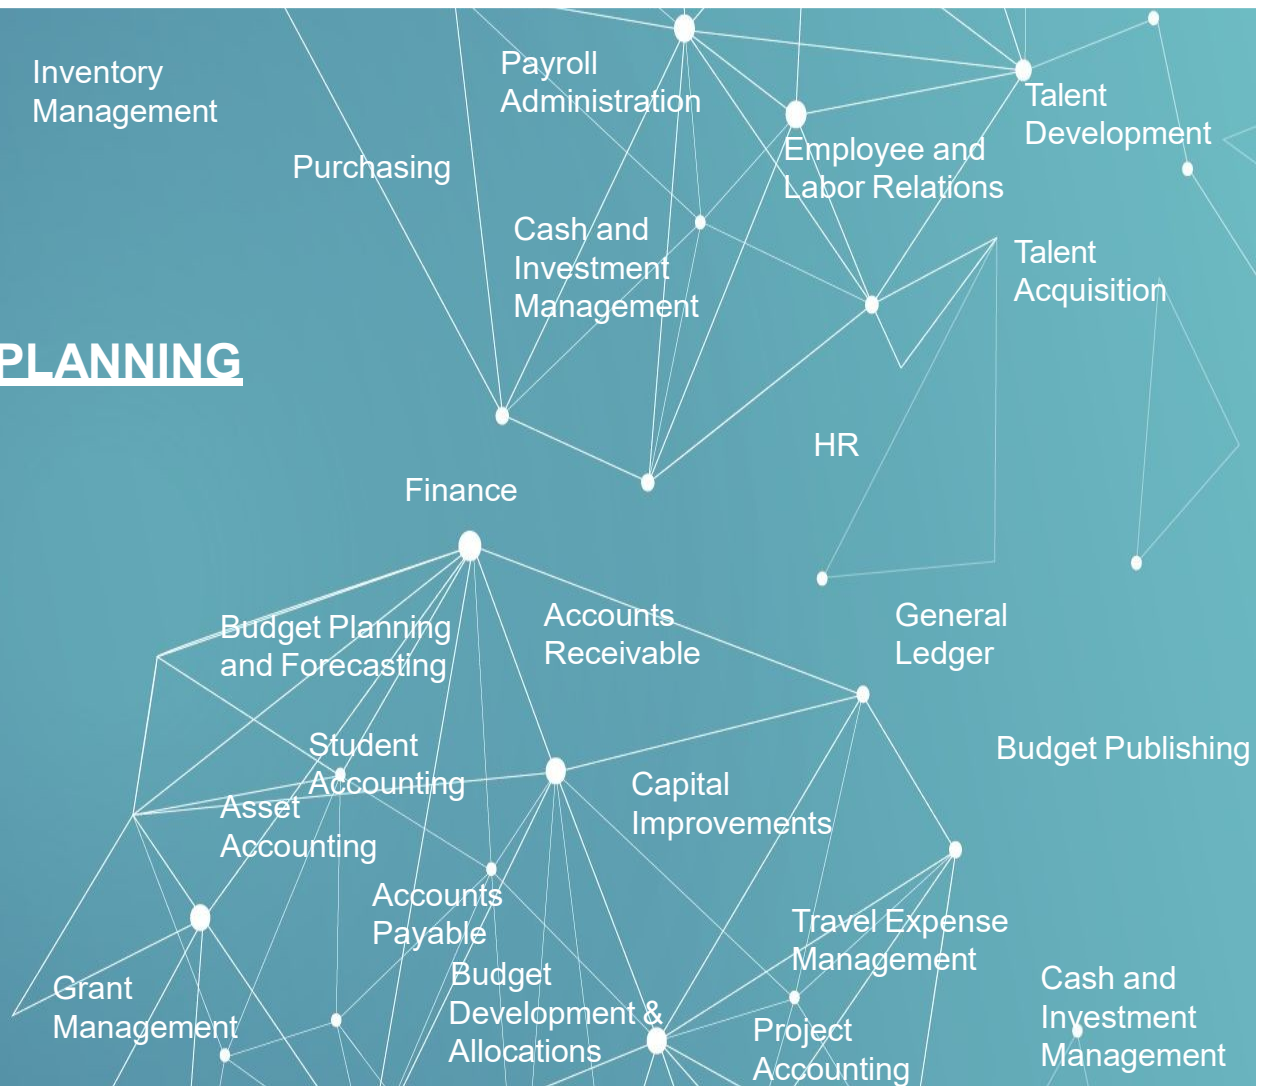 Inventory
Management
Payroll
Administration
Talent
Development
Purchasing
Employee and
Labor Relations
Cash and
Investment
Management
Talent
Acquisition
PLANNING
HR
Finance
Budget Planning
and Forecasting
Accounts
Receivable
General
Ledger
Student
Accounting
Budget Publishing
Asset
Accounting
Capital
Improvements
Accounts
Payable
Travel Expense
Management
Grant
Management
Budget
Development &
Allocations
Project
Accounting
Cash and
Investment
Management